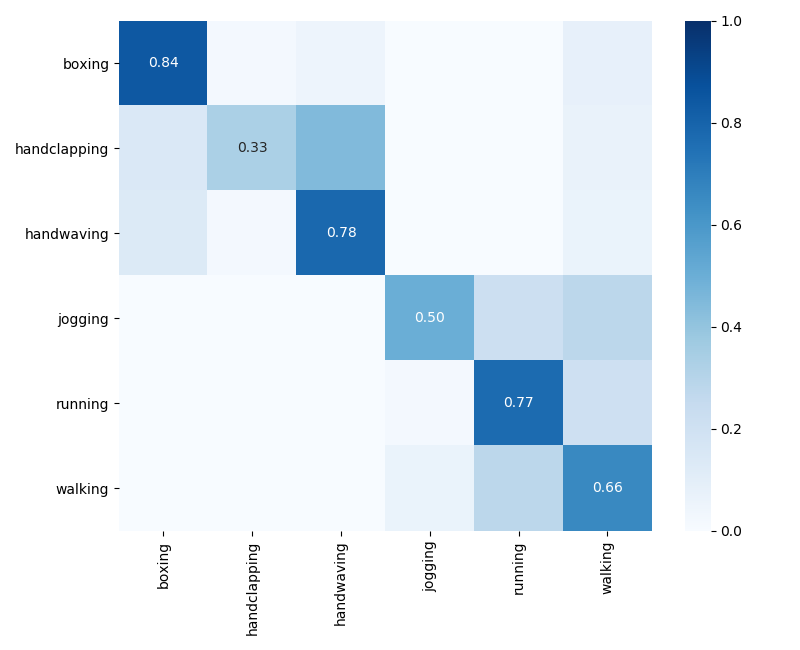 boxing
handclapping
handwaving
jogging
running
walking
0.84
0.33
0.78
0.50
0.77
0.66
boxing
handclapping
handwaving
jogging
running
walking
1.0
0.8
0.6
0.4
0.2
0.0